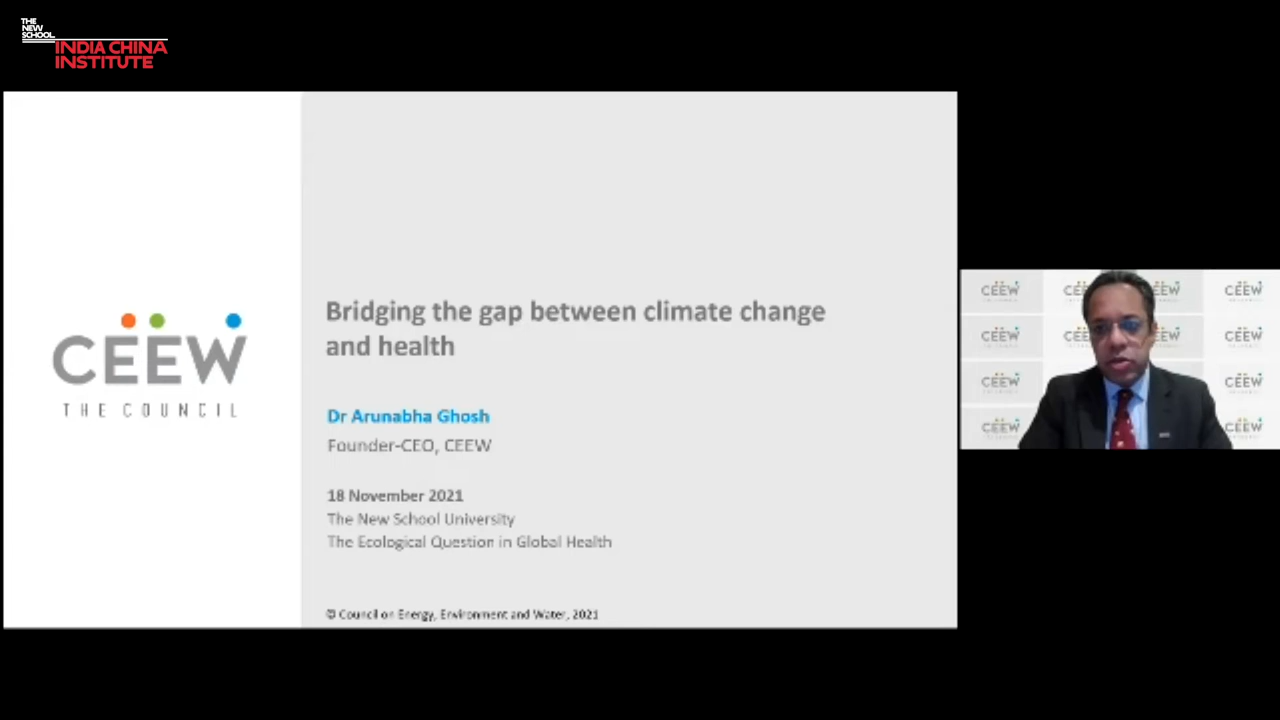 THE
NEW
SCHOOL
INDIA CHINA
INSTITUTE
CEEW
THE COUNCIL
Bridging the gap between climate change
and health
Dr Arunabha Ghosh
Founder-CEO, CEEW
18 November 2021
The New School University
The Ecological Question in Global Health
© Council on Energy, Environment and Water, 2021
CEEW
CEEW
CEEW
CEEW
CEEW
CEEW
CEEW
CEEW